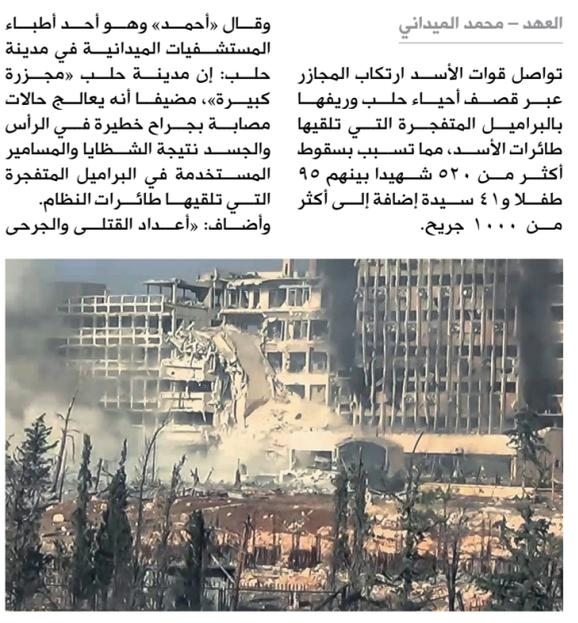 العهد – محمد الميداني
تواصل قوات الأسد ارتكاب المجازر
عبر قصف أحياء حلب وريفها
بالبراميل المتفجرة التي تلقيها
طائرات الأسد، مما تسبب بسقوط
أكثر من ٥٢٠ شهيدا بينهم ٩٥
طفلا و٤١ سيدة إضافة إلى أكثر
من ١٠٠٠ جريح.
وقال «أحمد» وهو أحد أطباء
المستشفيات الميدانية في مدينة
حلب: إن مدينة حلب «مجزرة
كبيرة»، مضيفا أنه يعالج حالات
مصابة بجراح خطيرة في الرأس
والجسد نتيجة الشظايا والمسامير
المستخدمة في البراميل المتفجرة
التي تلقيها طائرات النظام.
وأضاف: «أعداد القتلى والجرحى